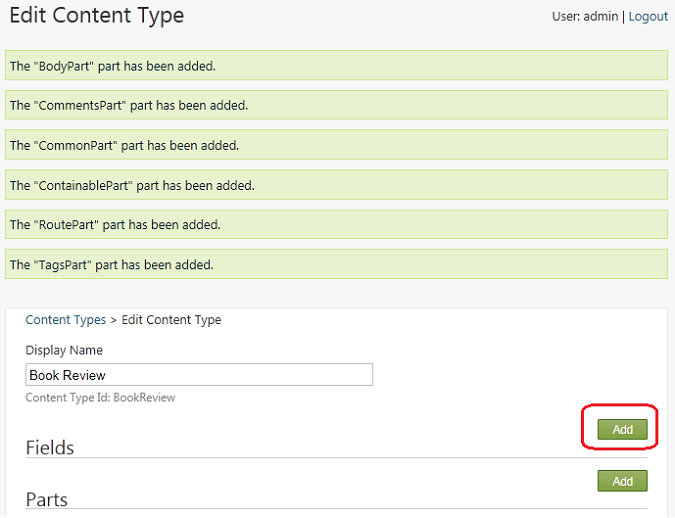 Edit Content Type
User: admin | Logout
The "BodyPart" part has been added.
The "CommentsPart" part has been added.
The "CommonPart" part has been added.
The "ContainablePart" part has been added.
The "RoutePart" part has been added.
The "TagsPart" part has been added.
Content Types > Edit Content Type
Display Name
Book Review
Content Type Id: BookReview
Add
Fields
Add
Parts